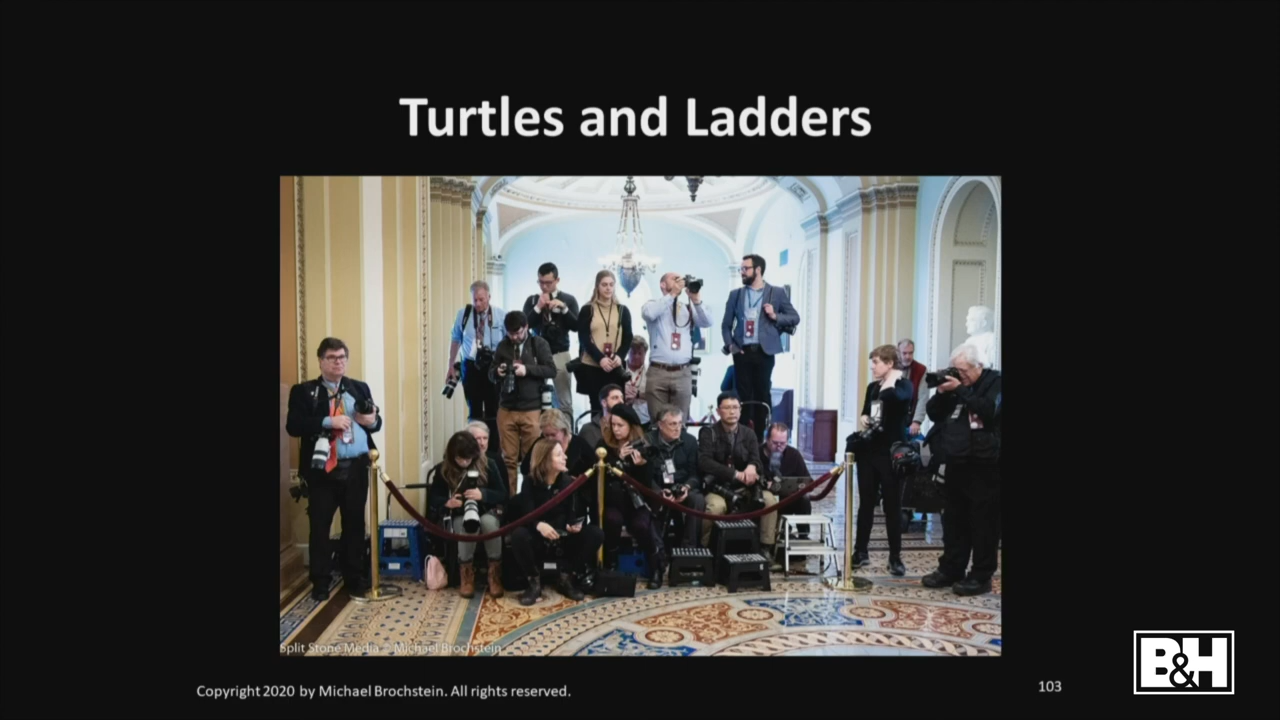 Turtles and Ladders
Split Stone Media © Michael Brochstein
Copyright 2020 by Michael Brochstein. All rights reserved.
103
B&H